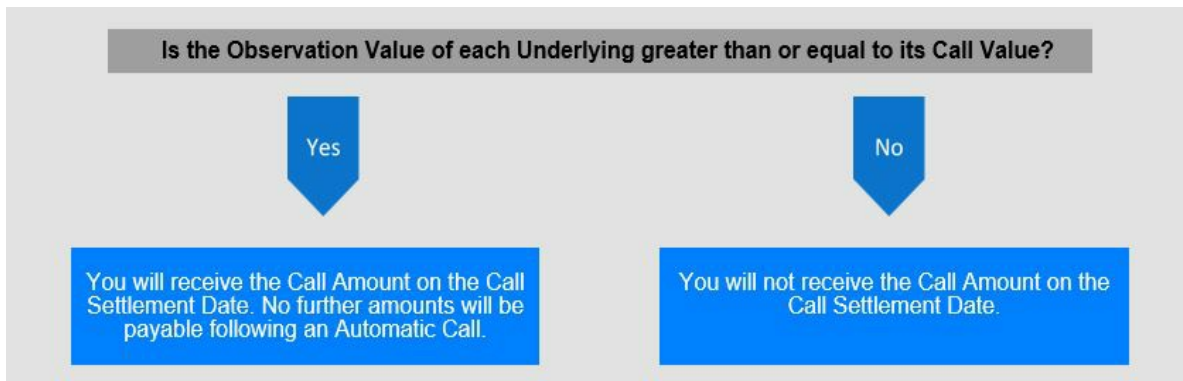 Is the Observation Value of each Underlying greater than or equal to its Call Value?
Yes
No
You will receive the Call Amount on the Call
Settlement Date. No further amounts will be
payable following an Automatic Call.
You will not receive the Call Amount on the
Call Settlement Date.